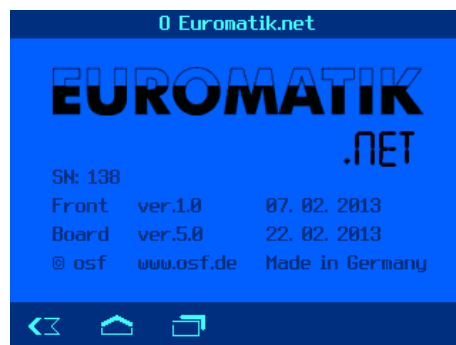 0 Euromatik.net
EUROMATIK
.NET
SN: 138
Front ver.1.0 07. 02. 2013
Board ver.5.0 22. 02. 2013
© osf www.osf.de Made in Germany